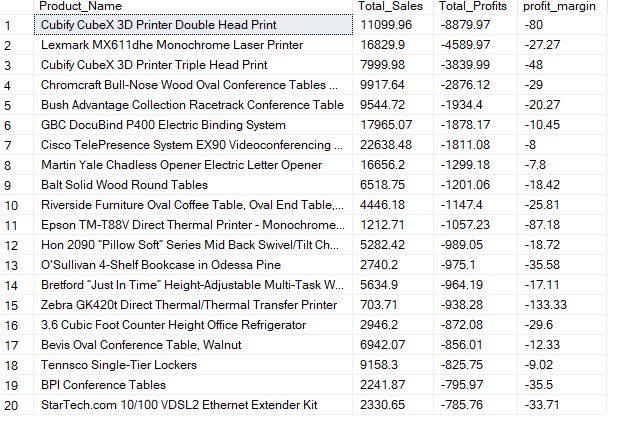 Product_Name Total_Sales Total_Profits profit_margin
1 Cubify CubeX 3D Printer Double Head Print 11099.96 -8879.97 -80
2 Lexmark MX611dhe Monochrome Laser Printer 16829.9 -4589.97 -27.27
3 Cubify CubeX 3D Printer Triple Head Print 7999.98 -3839.99 -48
4 Chromcraft Bull-Nose Wood Oval Conference Tables ... 9917.64 -2876.12 -29
5 Bush Advantage Collection Racetrack Conference Table 9544.72 -1934.4 -20.27
6 GBC DocuBind P400 Electric Binding System 17965.07 -1878.17 -10.45
7 Cisco TelePresence System EX90 Videoconferencing ... 22638.48 -1811.08 -8
8 Martin Yale Chadless Opener Electric Letter Opener 16656.2 -1299.18 -7.8
9 Balt Solid Wood Round Tables 6518.75 -1201.06 -18.42
10 Riverside Furniture Oval Coffee Table, Oval End Table,... 4446.18 -1147.4 -25.81
11 Epson TM-T88V Direct Thermal Printer - Monochrome... 1212.71 -1057.23 -87.18
12 Hon 2090 “Pillow Soft” Series Mid Back Swivel/Tilt Ch... 5282.42 -989.05 -18.72
13 O'Sullivan 4-Shelf Bookcase in Odessa Pine 2740.2 -975.1 -35.58
14 Bretford “Just In Time” Height-Adjustable Multi-Task W... 5634.9 -964.19 -17.11
15 Zebra GK420t Direct Thermal/Thermal Transfer Printer 703.71 -938.28 -133.33
16 3.6 Cubic Foot Counter Height Office Refrigerator 2946.2 -872.08 -29.6
17 Bevis Oval Conference Table, Walnut 6942.07 -856.01 -12.33
18 Tennsco Single-Tier Lockers 9158.3 -825.75 -9.02
19 BPI Conference Tables 2241.87 -795.97 -35.5
20 StarTech.com 10/100 VDSL2 Ethernet Extender Kit 2330.65 -785.76 -33.71